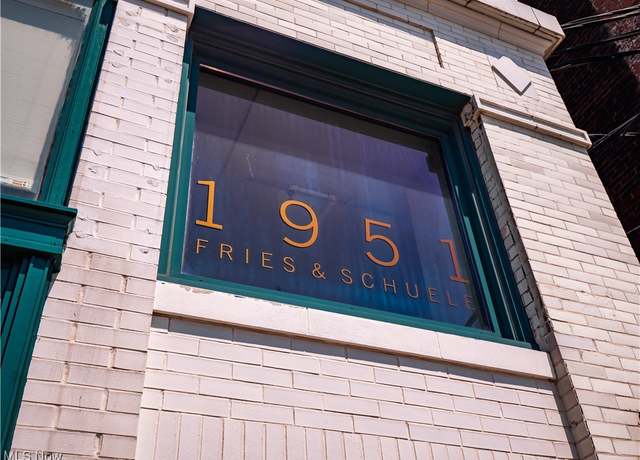 1951
FRIES & SCHUELE
MLS Now